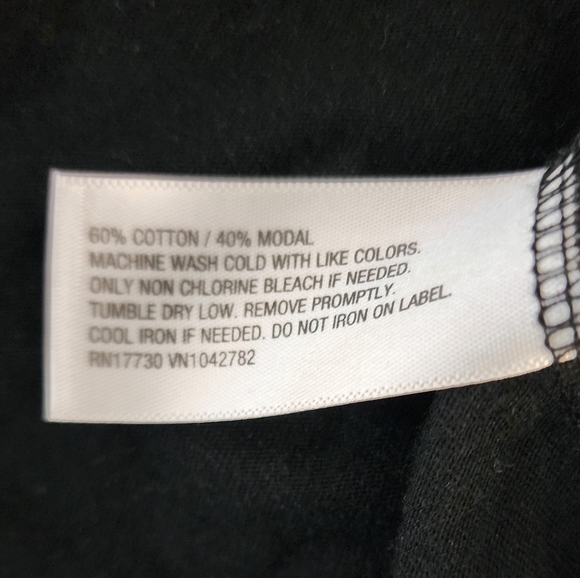 60% COTTON / 40% MODAL
MACHINE WASH COLD WITH LIKE COLORS.
ONLY NON CHLORINE BLEACH IF NEEDED.
TUMBLE DRY LOW. REMOVE PROMPTLY.
COOL IRON IF NEEDED. DO NOT IRON ON LABEL.
RN17730 VN1042782